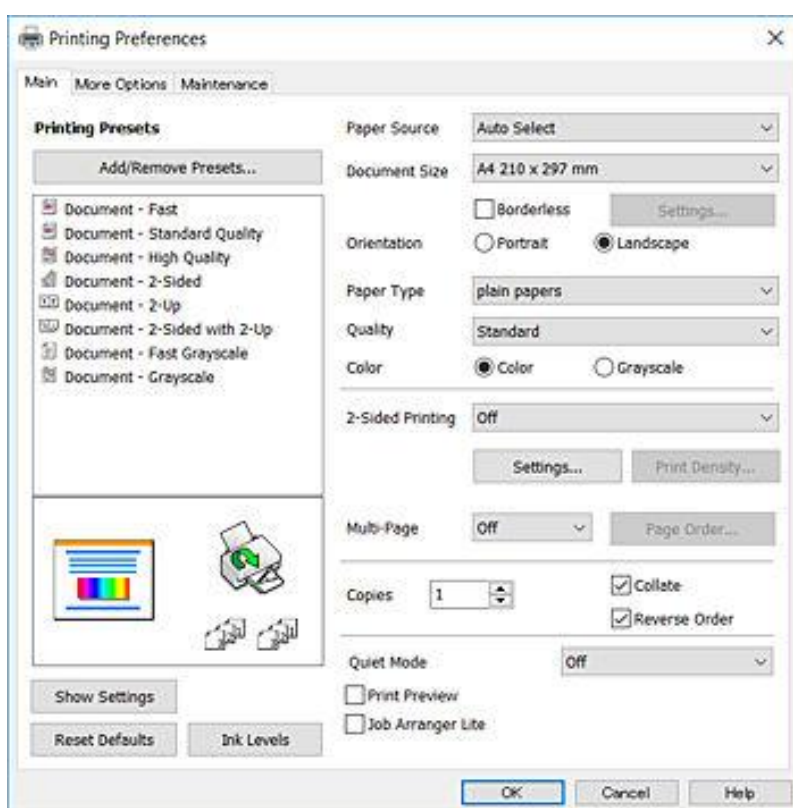 Printing Preferences
Main More Options Maintenance
Printing Presets
Add/Remove Presets...
Document - Fast
Document - Standard Quality
Document - High Quality
Document - 2-Sided
Document - 2-Up
Document - 2-Sided with 2-Up
Document - Fast Grayscale
Document - Grayscale
Show Settings
Reset Defaults Ink Levels
Paper Source Auto Select
Document Size A4 210 x 297 mm
Borderless Settings...
Orientation Portrait Landscape
Paper Type plain papers
Quality Standard
Color Color Grayscale
2-Sided Printing Off
Settings... Print Density...
Multi-Page Off Page Order...
Copies 1 Collate
Reverse Order
Quiet Mode Off
Print Preview
Job Arranger Lite
OK Cancel Help